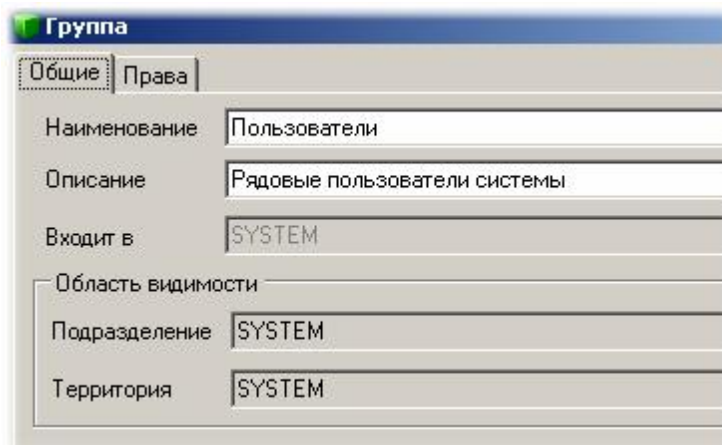 Группа
Общие Права
Наименование Пользователи
Описание Рядовые пользователи системы
Входит в SYSTEM
Область видимости
Подразделение SYSTEM
Территория SYSTEM